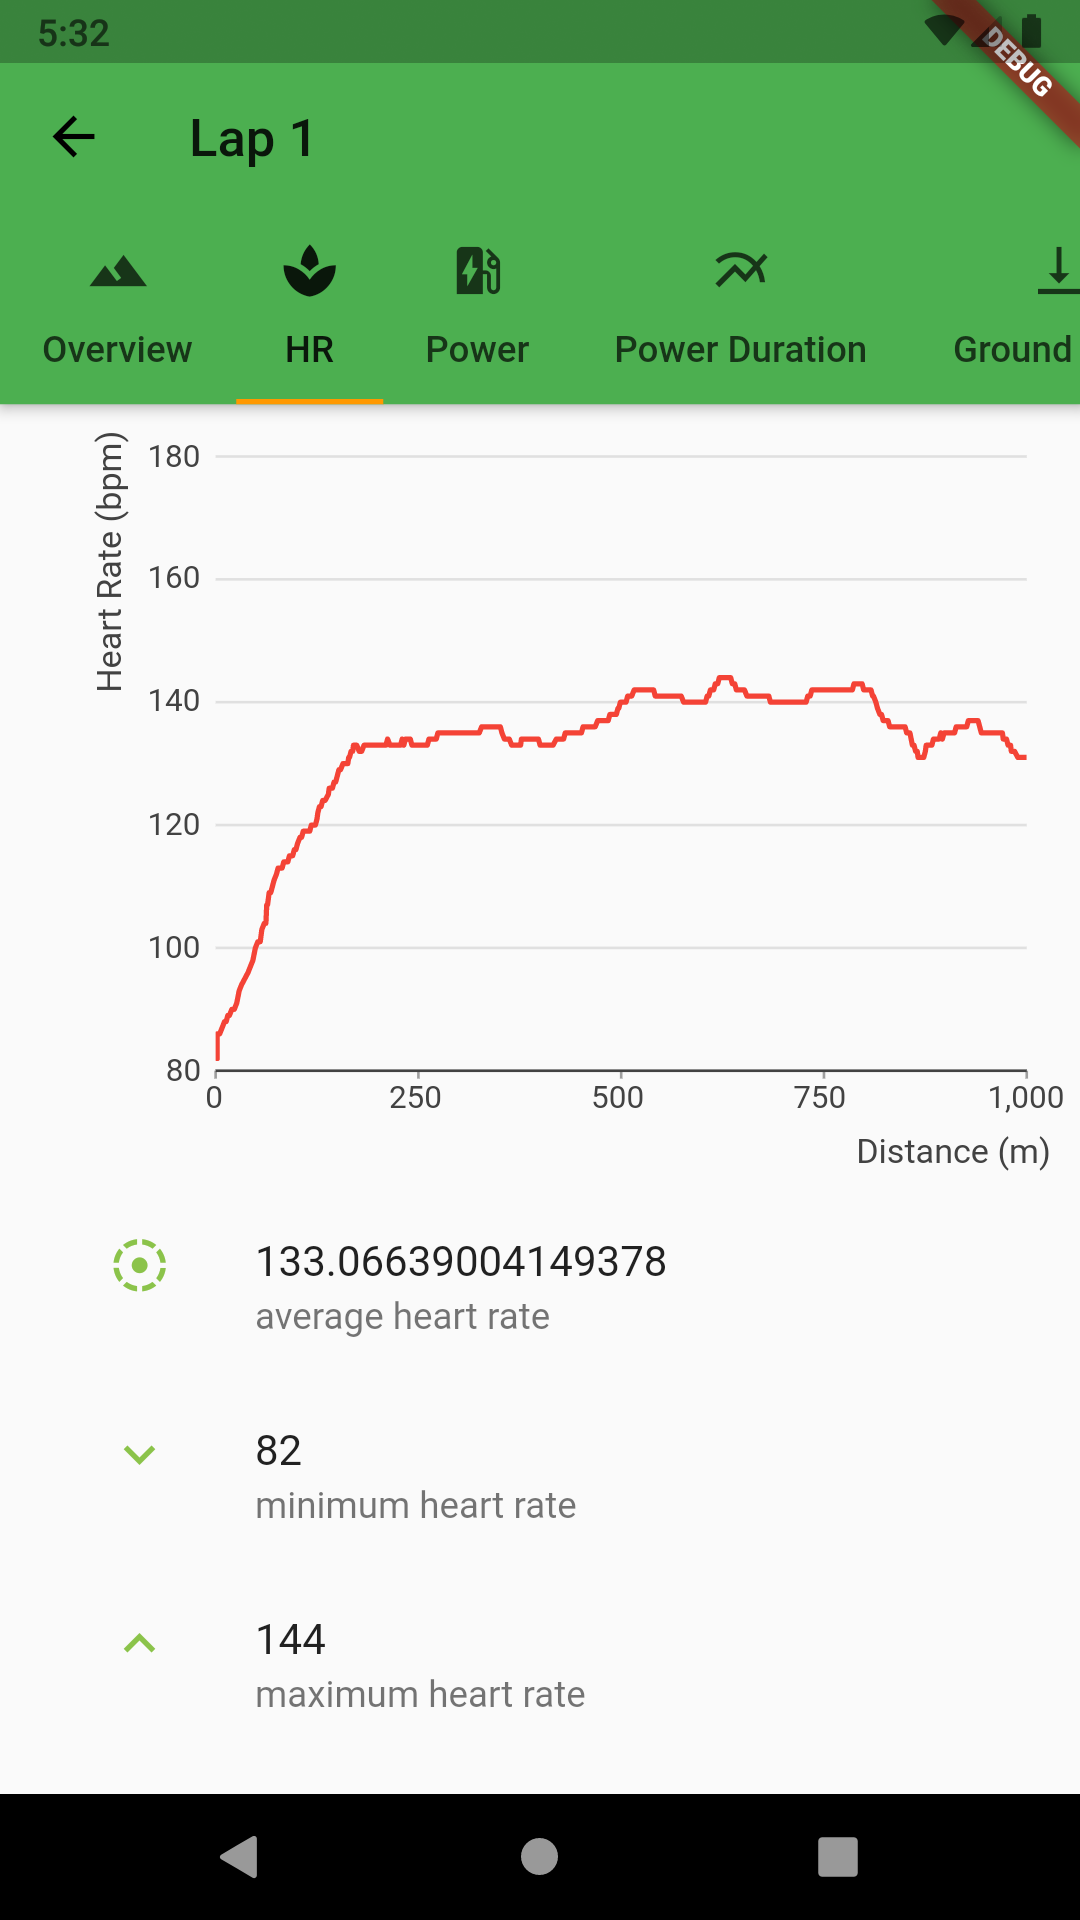 5:32
DEBUG
Lap 1
Overview HR Power Power Duration Ground
Heart Rate (bpm)
180
160
140
120
100
80
0 250 500 750 1,000
Distance (m)
133.06639004149378
average heart rate
82
minimum heart rate
144
maximum heart rate